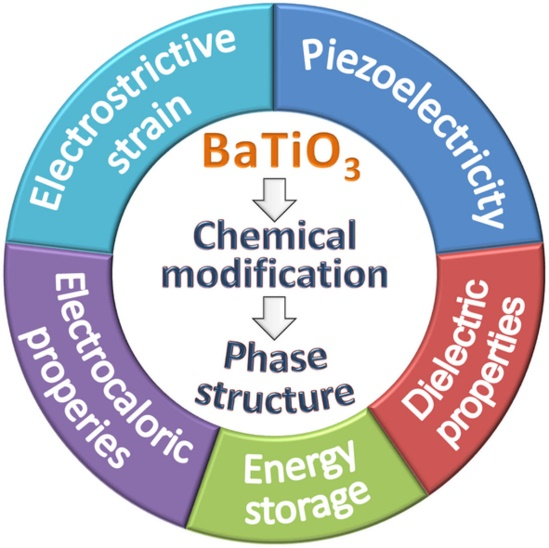 Electrostrictive
strain
Piezoelectricity
BaTiO₃
Chemical
modification
Phase
structure
Dielectric
properties
Energy
storage
Electrocaloric
properies